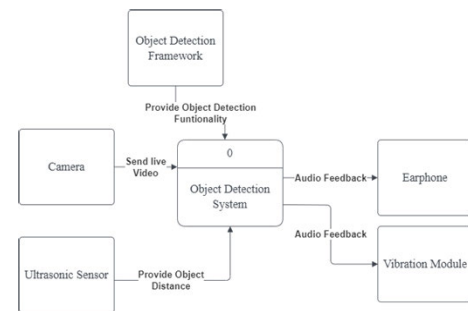 Object Detection
Framework
Provide Object Detection
Funtionality
Camera
Send live
Video
0
Object Detection
System
Audio Feedback
Earphone
Audio Feedback
Vibration Module
Ultrasonic Sensor
Provide Object
Distance